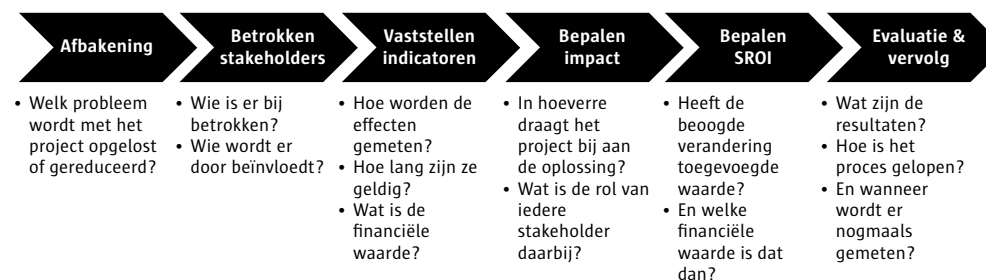 Afbakening
Betrokken
stakeholders
Vaststellen
indicatoren
Bepalen
impact
Bepalen
SROI
Evaluatie &
vervolg
• Welk probleem
wordt met het
project opgelost
of gereduceerd?
• Wie is er bij
betrokken?
• Wie wordt er
door beïnvloedt?
• Hoe worden de
effecten
gemeten?
• Hoe lang zijn ze
geldig?
• Wat is de
financiële
waarde?
• In hoeverre
draagt het
project bij aan
de oplossing?
• Wat is de rol van
iedere
stakeholder
daarbij?
• Heeft de
beoogde
verandering
toegevoegde
waarde?
• En welke
financiële
waarde is dat
dan?
• Wat zijn de
resultaten?
• Hoe is het
proces gelopen?
• En wanneer
wordt er
nogmaals
gemeten?